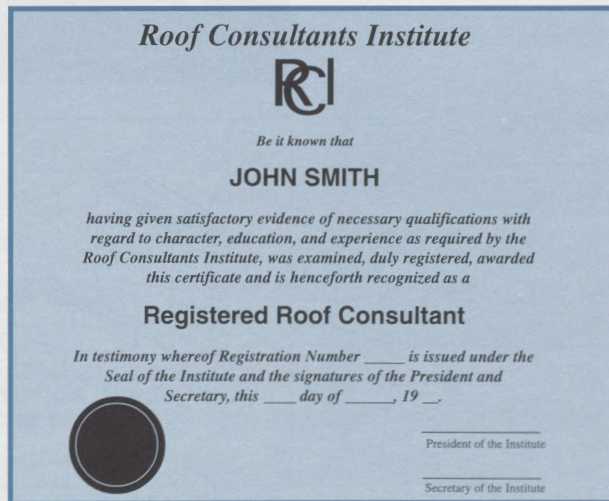 Roof Consultants Institute
RCI
Be it known that
JOHN SMITH
having given satisfactory evidence of necessary qualifications with
regard to character, education, and experience as required by the
Roof Consultants Institute, was examined, duly registered, awarded
this certificate and is henceforth recognized as a
Registered Roof Consultant
In testimony whereof Registration Number _____ is issued under the
Seal of the Institute and the signatures of the President and
Secretary, this ____ day of ______, 19 __.
President of the Institute
Secretary of the Institute